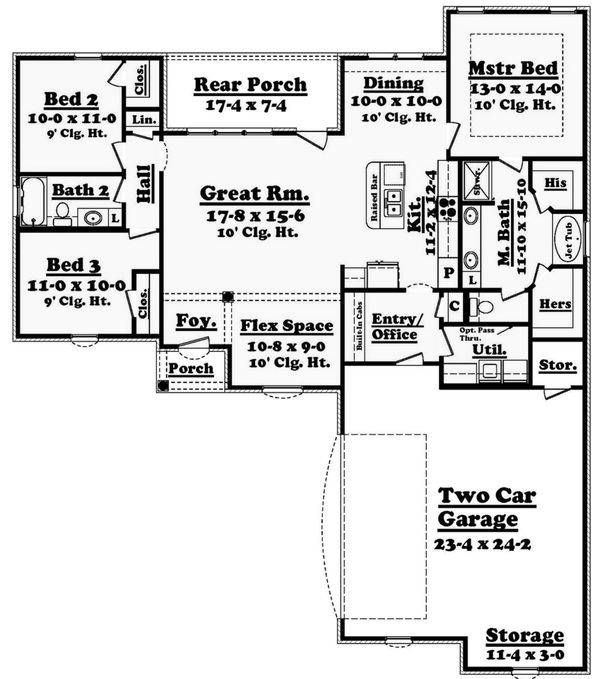 Mstr Bed
13-0 x 14-0
10' Clg. Ht.
Clos.
Bed 2
10-0 x 11-0
9' Clg. Ht.
Lin.
Rear Porch
17-4 x 7-4
Dining
10-0 x 10-0
10' Clg. Ht.
Hall
Bath 2
L
Great Rm.
17-8 x 15-6
10' Clg. Ht.
Raised Bar
Kit.
11-2 x 12-4
P
Shwr.
M. Bath
11-10 x 15-10
L
His
Jet Tub
Hers
Bed 3
11-0 x 10-0
9' Clg. Ht.
Clos.
Foy.
Flex Space
10-8 x 9-0
10' Clg. Ht.
Porch
Built-In Cabs
Entry/
Office
C
Opt. Pass
Thru.
Util.
Stor.
Two Car
Garage
23-4 x 24-2
Storage
11-4 x 3-0